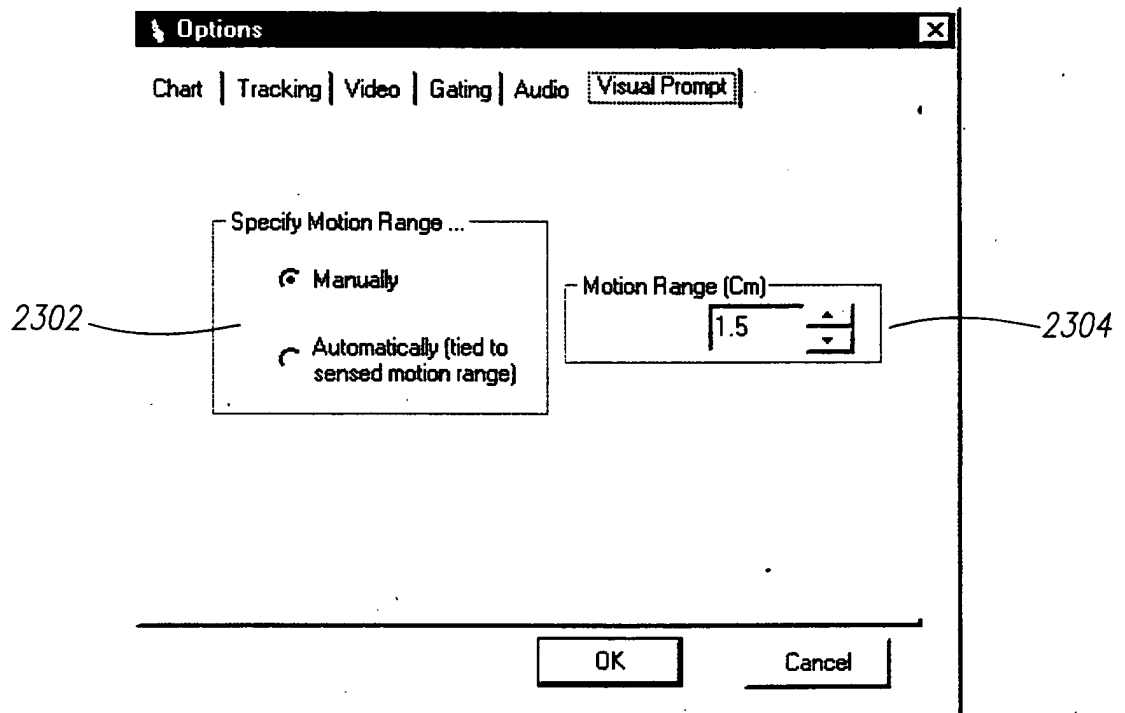 Options
Chart Tracking Video Gating Audio Visual Prompt
Specify Motion Range ...
Manually
Automatically (tied to
sensed motion range)
Motion Range (Cm)
1.5
2302
2304
OK Cancel